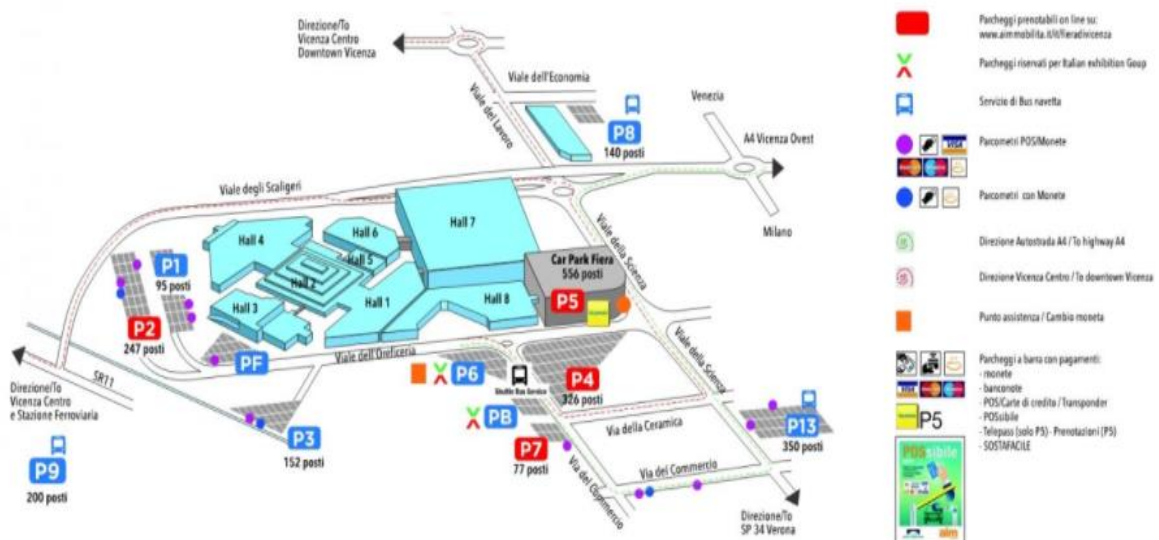 Direzione/To
Vicenza Centro
Downtown Vicenza
Viale dell'Economia
Viale del Lavoro
P8
140 posti
Venezia
A4 Vicenza Ovest
Milano
Viale degli Scaligeri
Hall 7
Hall 6
Hall 4
Hall 5
Hall 2
Hall 1
Hall 3
Hall 8
Car Park Fiera
556 posti
P5
Viale della Scienza
P1
95 posti
P2
247 posti
PF
Viale dell'Oreficeria
SR11
Direzione/To
Vicenza Centro
e Stazione Ferroviaria
P9
200 posti
P3
152 posti
P6
Shuttle Bus Service
P4
326 posti
PB
P7
77 posti
Via della Ceramica
Viale della Scienza
P13
350 posti
Via del Commercio
Via del Commercio
Direzione/To
SP 34 Verona
Parcheggi prenotabili on line su:
www.aimmobilita.it/it/fieradivicenza
Parcheggi riservati per Italian exhibition Goup
Servizio di Bus navetta
VISA
Parcometri POS/Monete
Parcometri con Monete
Direzione Autostrada A4 / To highway A4
Direzione Vicenza Centro / To downtown Vicenza
Punto assistenza / Cambio moneta
Parcheggi a barra con pagamenti:
- monete
- banconote
- POS/Carte di credito / Transponder
- POSsibile
- Telepass (solo P5) - Prenotazioni (P5)
- SOSTAFACILE
VISA
P5
POSsibile
aim